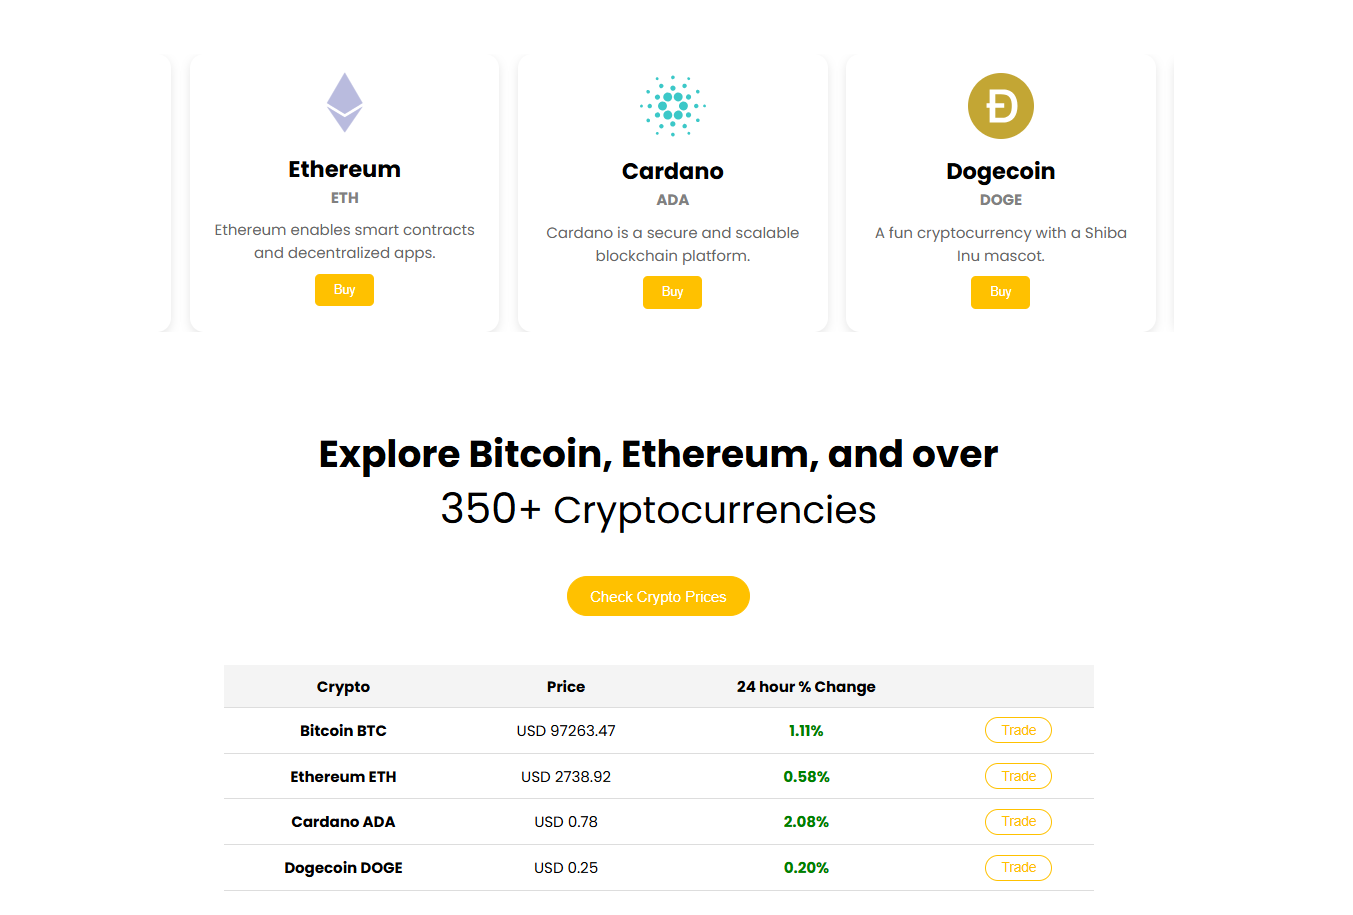 Ethereum
ETH
Ethereum enables smart contracts
and decentralized apps.
Buy
Cardano
ADA
Cardano is a secure and scalable
blockchain platform.
Buy
Dogecoin
DOGE
A fun cryptocurrency with a Shiba
Inu mascot.
Buy
Explore Bitcoin, Ethereum, and over
350+ Cryptocurrencies
Check Crypto Prices
Crypto Price 24 hour % Change
Bitcoin BTC USD 97263.47 1.11% Trade
Ethereum ETH USD 2738.92 0.58% Trade
Cardano ADA USD 0.78 2.08% Trade
Dogecoin DOGE USD 0.25 0.20% Trade